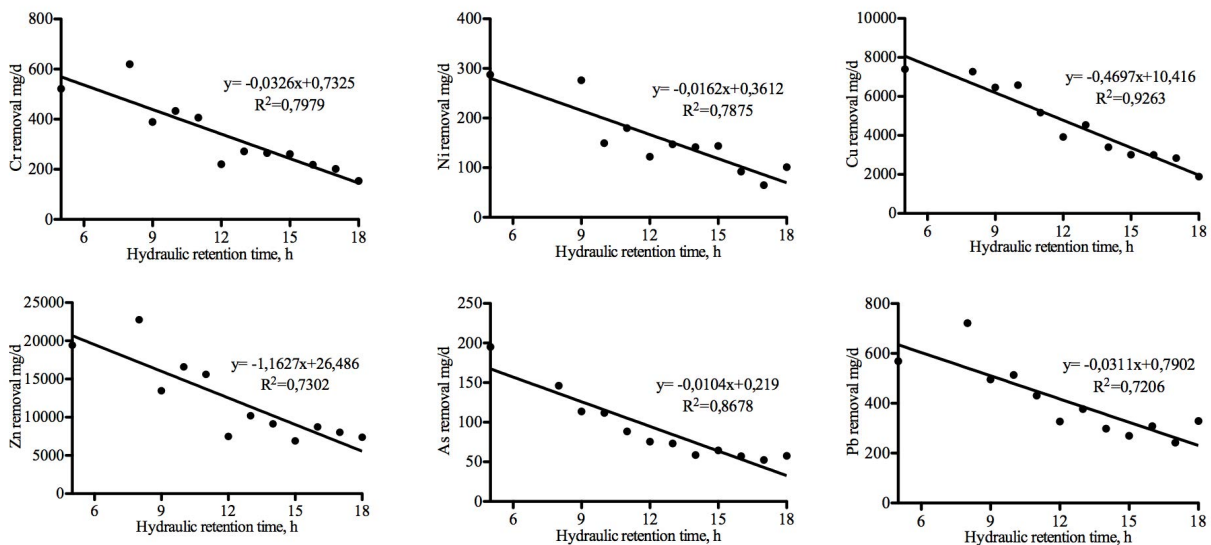 Cr removal mg/d
800
600
400
200
0
y= -0,0326x+0,7325
R²=0,7979
6 9 12 15 18
Hydraulic retention time, h
Ni removal mg/d
400
300
200
100
0
y= -0,0162x+0,3612
R²=0,7875
6 9 12 15 18
Hydraulic retention time, h
Cu removal mg/d
10000
8000
6000
4000
2000
0
y= -0,4697x+10,416
R²=0,9263
6 9 12 15 18
Hydraulic retention time, h
Zn removal mg/d
25000
20000
15000
10000
5000
0
y= -1,1627x+26,486
R²=0,7302
6 9 12 15 18
Hydraulic retention time, h
As removal mg/d
250
200
150
100
50
0
y= -0,0104x+0,219
R²=0,8678
6 9 12 15 18
Hydraulic retention time, h
Pb removal mg/d
800
600
400
200
0
y= -0,0311x+0,7902
R²=0,7206
6 9 12 15 18
Hydraulic retention time, h